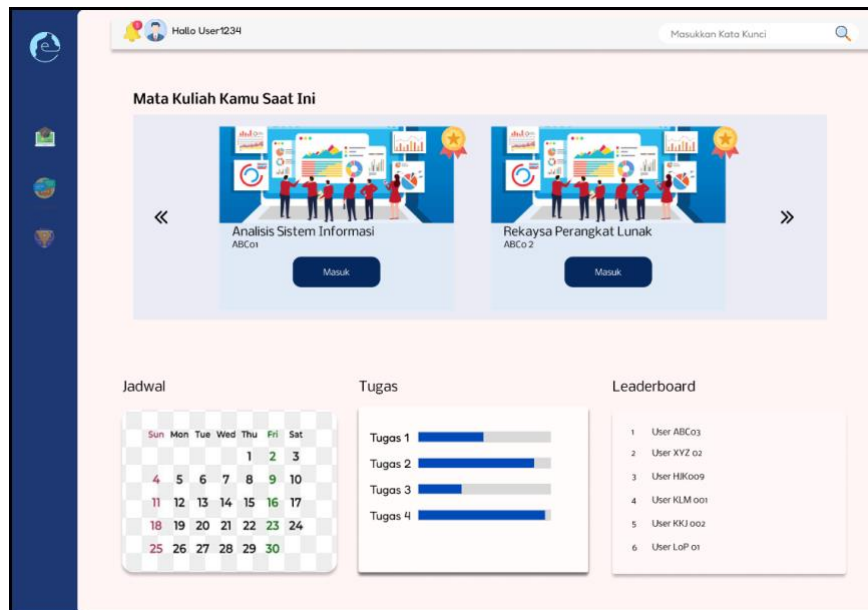 Hallo User1234
Masukkan Kata Kunci
Mata Kuliah Kamu Saat Ini
Analisis Sistem Informasi
ABC01
Masuk
Rekaysa Perangkat Lunak
ABC0 2
Masuk
Jadwal
Sun Mon Tue Wed Thu Fri Sat
1 2 3
4 5 6 7 8 9 10
11 12 13 14 15 16 17
18 19 20 21 22 23 24
25 26 27 28 29 30
Tugas
Tugas 1
Tugas 2
Tugas 3
Tugas 4
Leaderboard
1 User ABC03
2 User XYZ 02
3 User HJK009
4 User KLM 001
5 User KKJ 002
6 User LoP 01